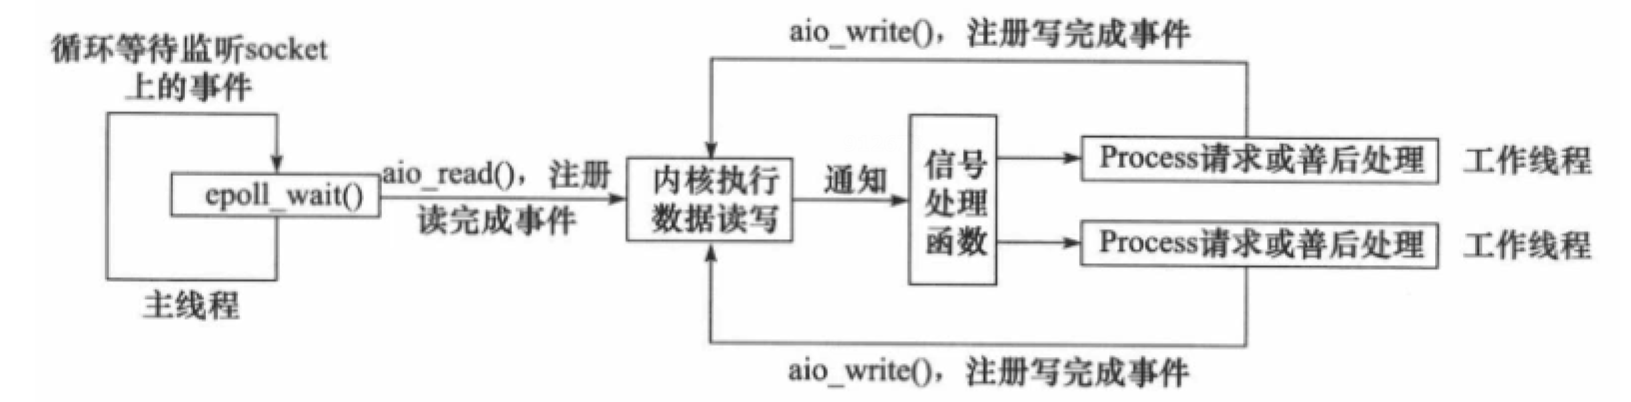 aio_write()，注册写完成事件
循环等待监听socket
上的事件
epoll_wait()
aio_read()，注册
读完成事件
内核执行
数据读写
通知
信号
处理
函数
Process请求或善后处理
工作线程
Process请求或善后处理
工作线程
主线程
aio_write()，注册写完成事件